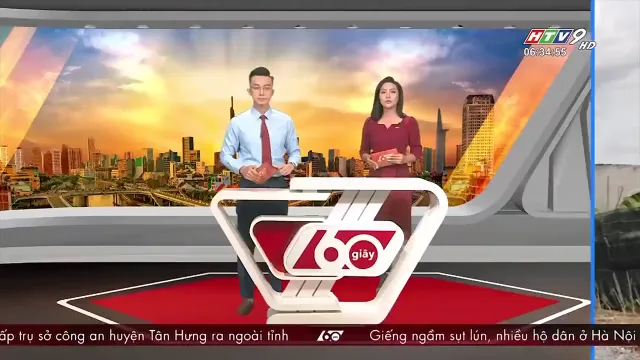 HTV9 HD
06:34:55
60 giây
ấp trụ sở công an huyện Tân Hưng ra ngoài tỉnh
60
Giếng ngầm sụt lún, nhiều hộ dân ở Hà Nội